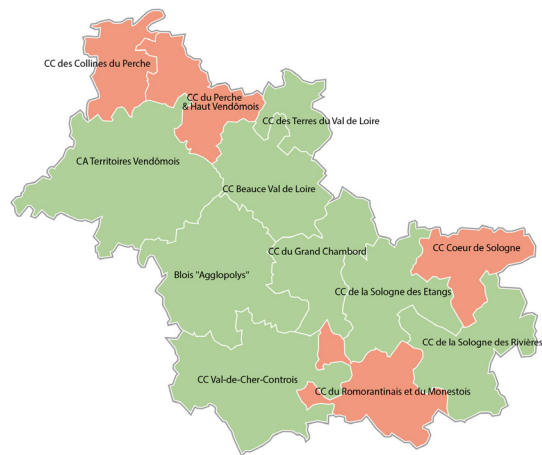 CC des Collines du Perche
CC du Perche
& Haut Vendômois
CC des Terres du Val de Loire
CA Territoires Vendômois
CC Beauce Val de Loire
CC Coeur de Sologne
CC du Grand Chambord
Blois "Agglopolys"
CC de la Sologne des Etangs
CC de la Sologne des Rivières
CC Val-de-Cher-Controis
CC du Romorantinais et du Monestois